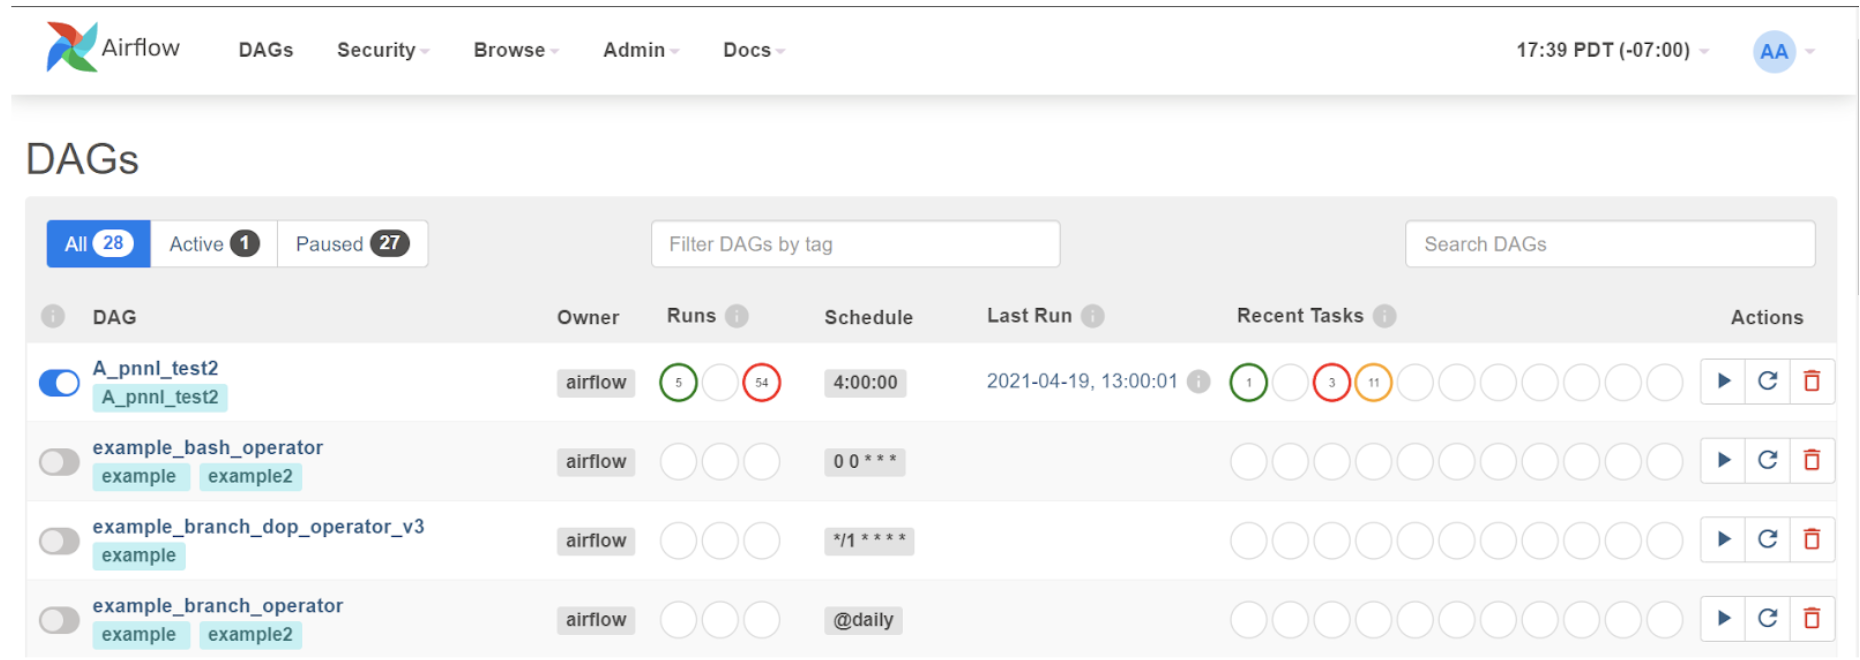 Airflow DAGs Security Browse Admin Docs 17:39 PDT (-07:00) AA
DAGs
All 28 Active 1 Paused 27 Filter DAGs by tag Search DAGs
DAG Owner Runs Schedule Last Run Recent Tasks Actions
A_pnnl_test2
A_pnnl_test2
airflow 5 54 4:00:00 2021-04-19, 13:00:01 1 3 11
example_bash_operator
example example2
airflow 0 0 * * *
example_branch_dop_operator_v3
example
airflow */1 * * * *
example_branch_operator
example example2
airflow @daily